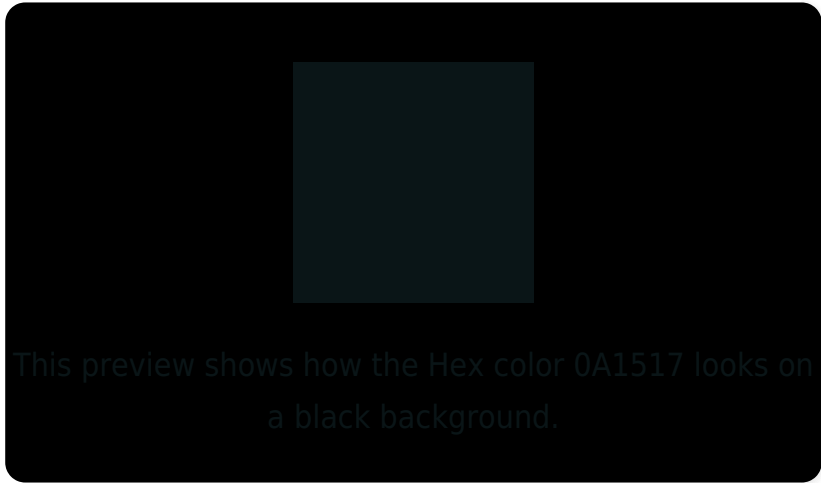 This preview shows how the Hex color 0A1517 looks on
a black background.